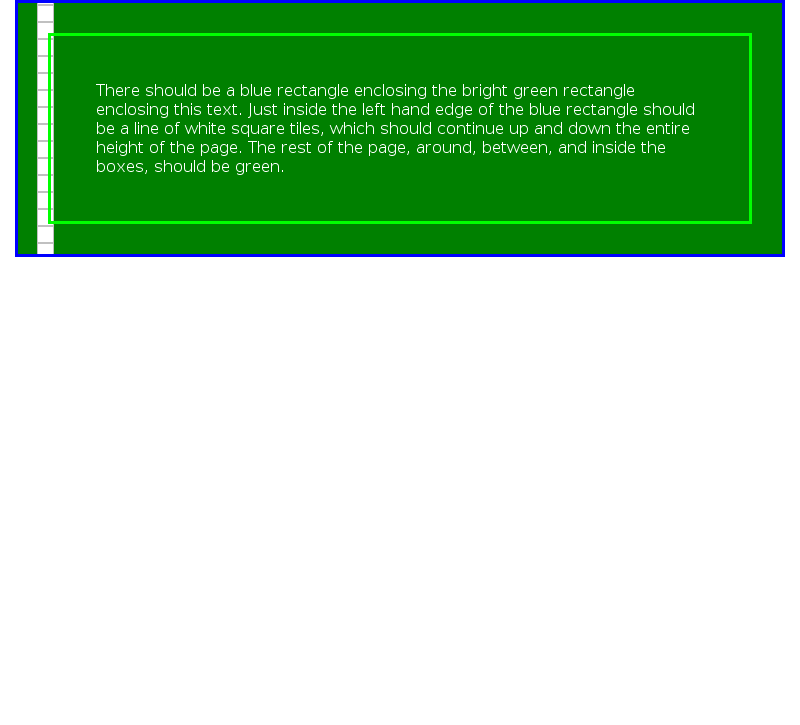 There should be a blue rectangle enclosing the bright green rectangle
enclosing this text. Just inside the left hand edge of the blue rectangle should
be a line of white square tiles, which should continue up and down the entire
height of the page. The rest of the page, around, between, and inside the
boxes, should be green.